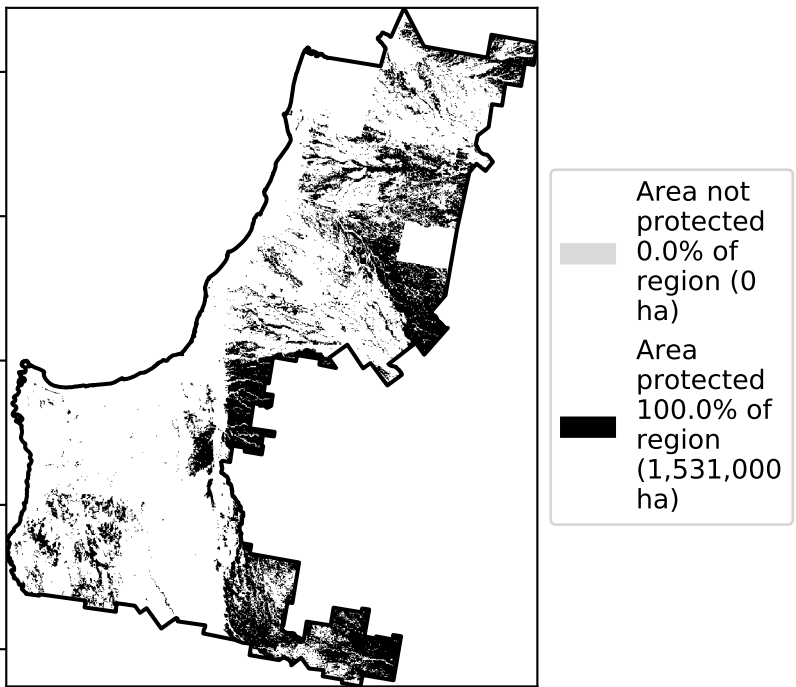 Area not
protected
0.0% of
region (0
ha)
Area
protected
100.0% of
region
(1,531,000
ha)